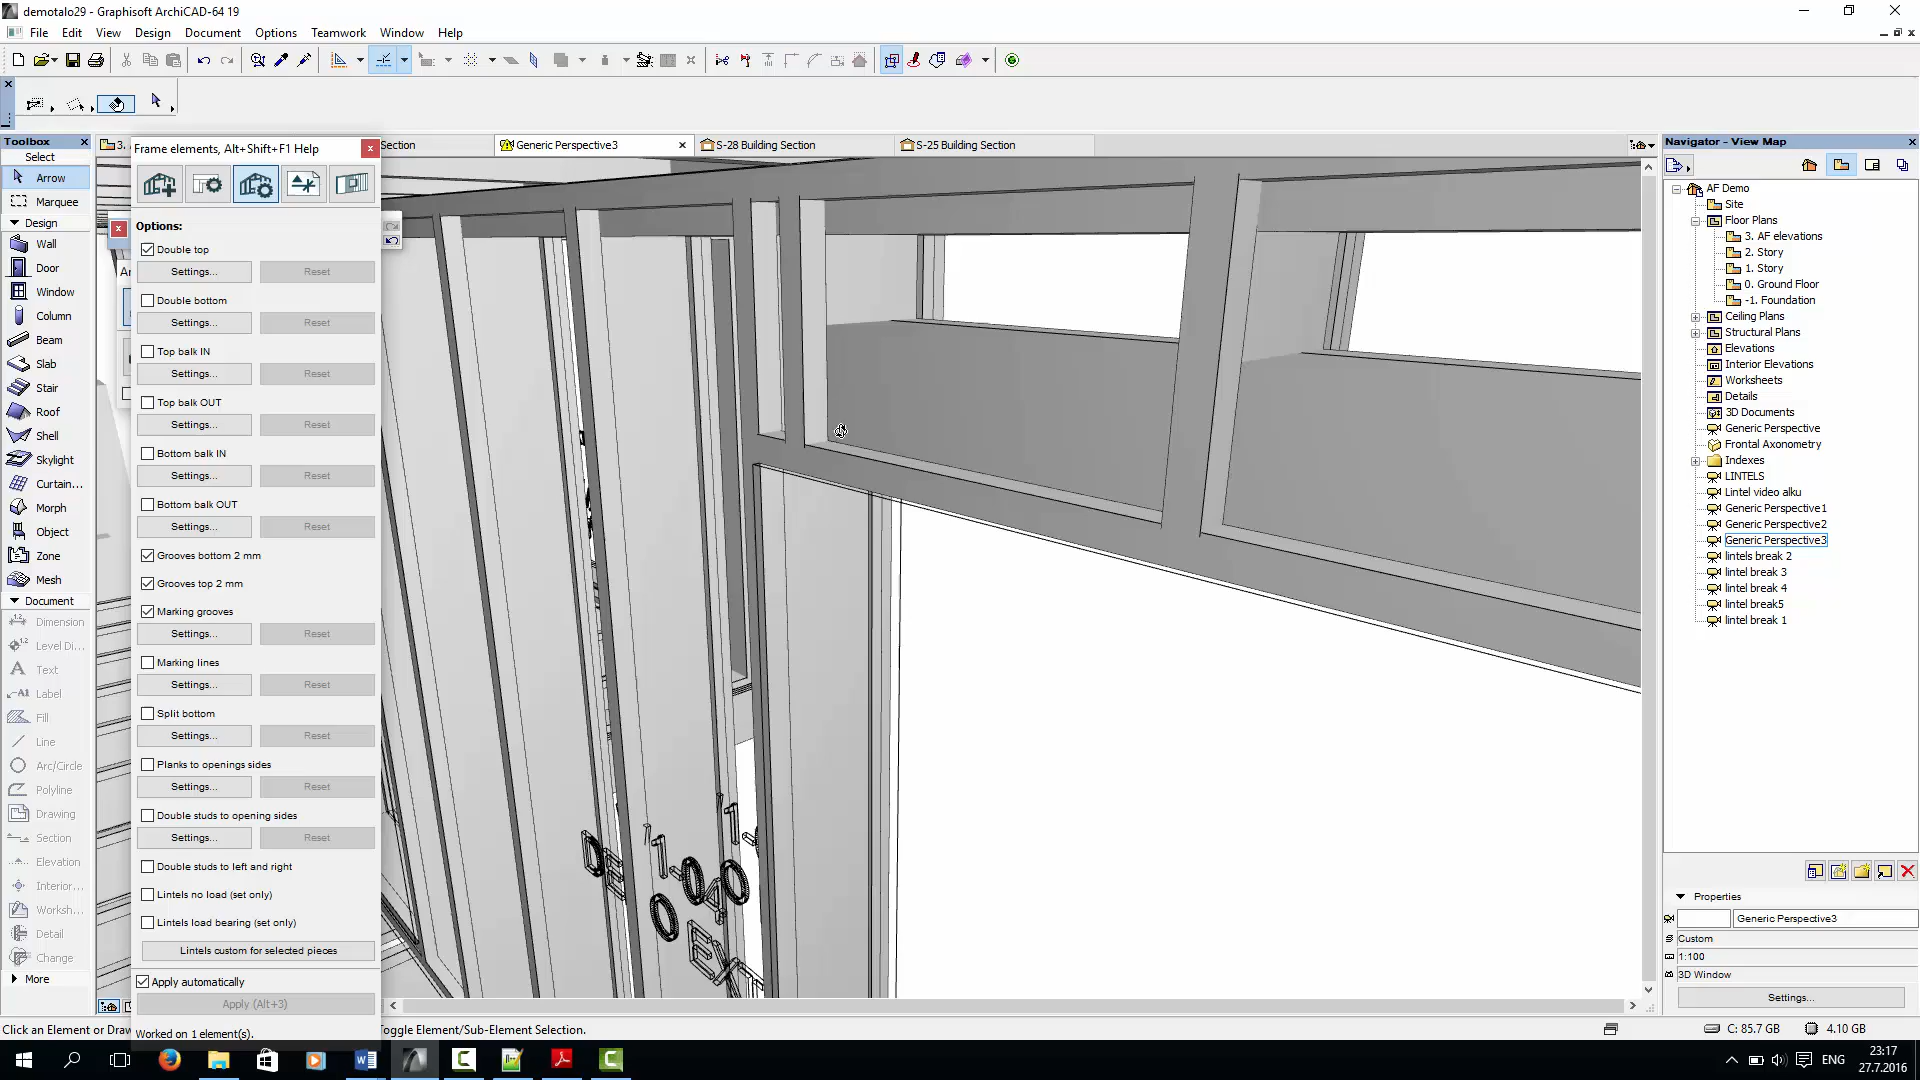 demotalo29 - Graphisoft ArchiCAD-64 19
File Edit View Design Document Options Teamwork Window Help
Toolbox
Select
Arrow
Marquee
Design
Wall
Door
Window
Column
Beam
Slab
Stair
Roof
Shell
Skylight
Curtain...
Morph
Object
Zone
Mesh
Document
Dimension
Level Di...
Text
Label
Fill
Line
Arc/Circle
Polyline
Drawing
Section
Elevation
Interior...
Worksh...
Detail
Change
More
3.
Section
Generic Perspective3
S-28 Building Section
S-25 Building Section
Frame elements, Alt+Shift+F1 Help
Options:
Double top
Settings... Reset
Double bottom
Settings... Reset
Top balk IN
Settings... Reset
Top balk OUT
Settings... Reset
Bottom balk IN
Settings... Reset
Bottom balk OUT
Settings... Reset
Grooves bottom 2 mm
Grooves top 2 mm
Marking grooves
Settings... Reset
Marking lines
Settings... Reset
Split bottom
Settings... Reset
Planks to openings sides
Settings... Reset
Double studs to opening sides
Settings... Reset
Double studs to left and right
Lintels no load (set only)
Lintels load bearing (set only)
Lintels custom for selected pieces
Apply automatically
Apply (Alt+3)
Worked on 1 element(s).
Navigator - View Map
AF Demo
Site
Floor Plans
3. AF elevations
2. Story
1. Story
0. Ground Floor
-1. Foundation
Ceiling Plans
Structural Plans
Elevations
Interior Elevations
Worksheets
Details
3D Documents
Generic Perspective
Frontal Axonometry
Indexes
LINTELS
Lintel video alku
Generic Perspective1
Generic Perspective2
Generic Perspective3
lintels break 2
lintel break 3
lintel break 4
lintel break5
lintel break 1
Properties
Generic Perspective3
Custom
1:100
3D Window
Settings...
Click an Element or Draw
Toggle Element/Sub-Element Selection.
C: 85.7 GB
4.10 GB
ENG
23:17
27.7.2016